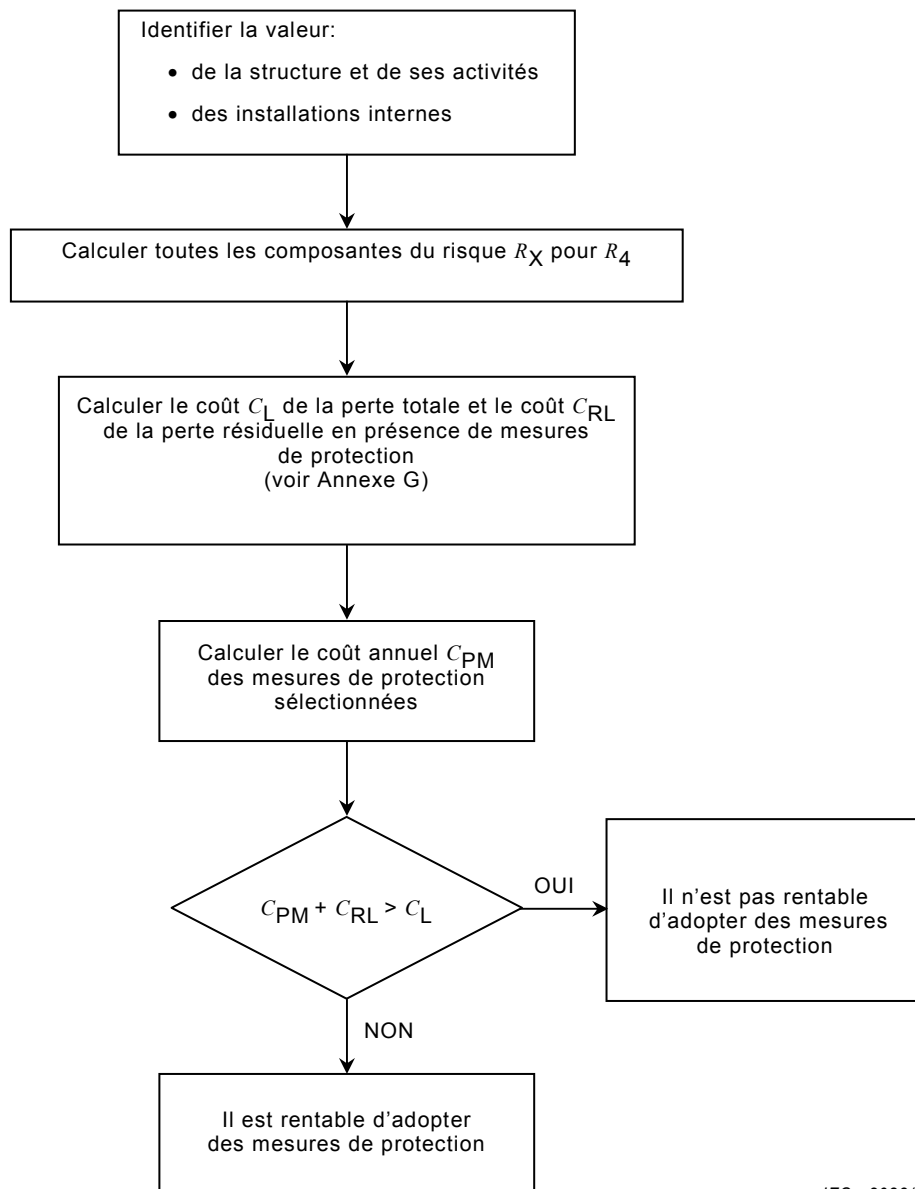 Identifier la valeur:
• de la structure et de ses activités
• des installations internes
Calculer toutes les composantes du risque RX pour R4
Calculer le coût CL de la perte totale et le coût CRL
de la perte résiduelle en présence de mesures
de protection
(voir Annexe G)
Calculer le coût annuel CPM
des mesures de protection
sélectionnées
CPM + CRL > CL
OUI
Il n'est pas rentable
d'adopter des mesures
de protection
NON
Il est rentable d'adopter
des mesures de protection